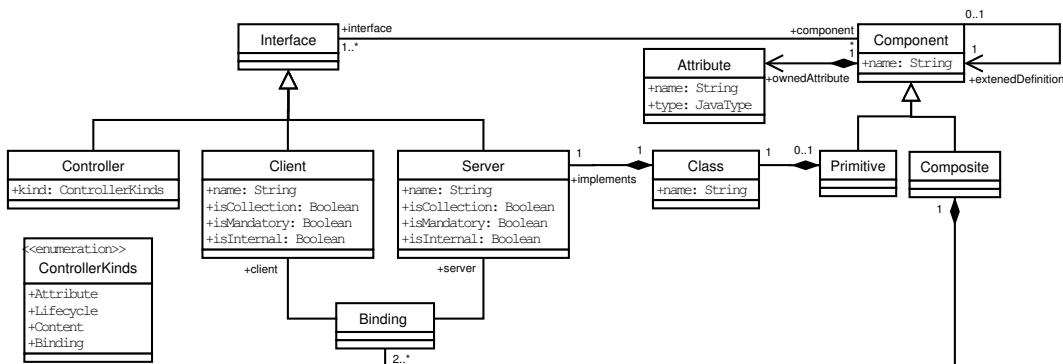 0..1
+interface
+component
Interface
1..*
*
Component
1
1
+name: String
+extenedDefinition
Attribute
+ownedAttribute
+name: String
+type: JavaType
Controller
+kind: ControllerKinds
Client
+name: String
+isCollection: Boolean
+isMandatory: Boolean
+isInternal: Boolean
+client
Server
+name: String
+isCollection: Boolean
+isMandatory: Boolean
+isInternal: Boolean
+server
1
1
+implements
Class
+name: String
1
0..1
Primitive
Composite
1
<<enumeration>>
ControllerKinds
+Attribute
+Lifecycle
+Content
+Binding
Binding
2..*